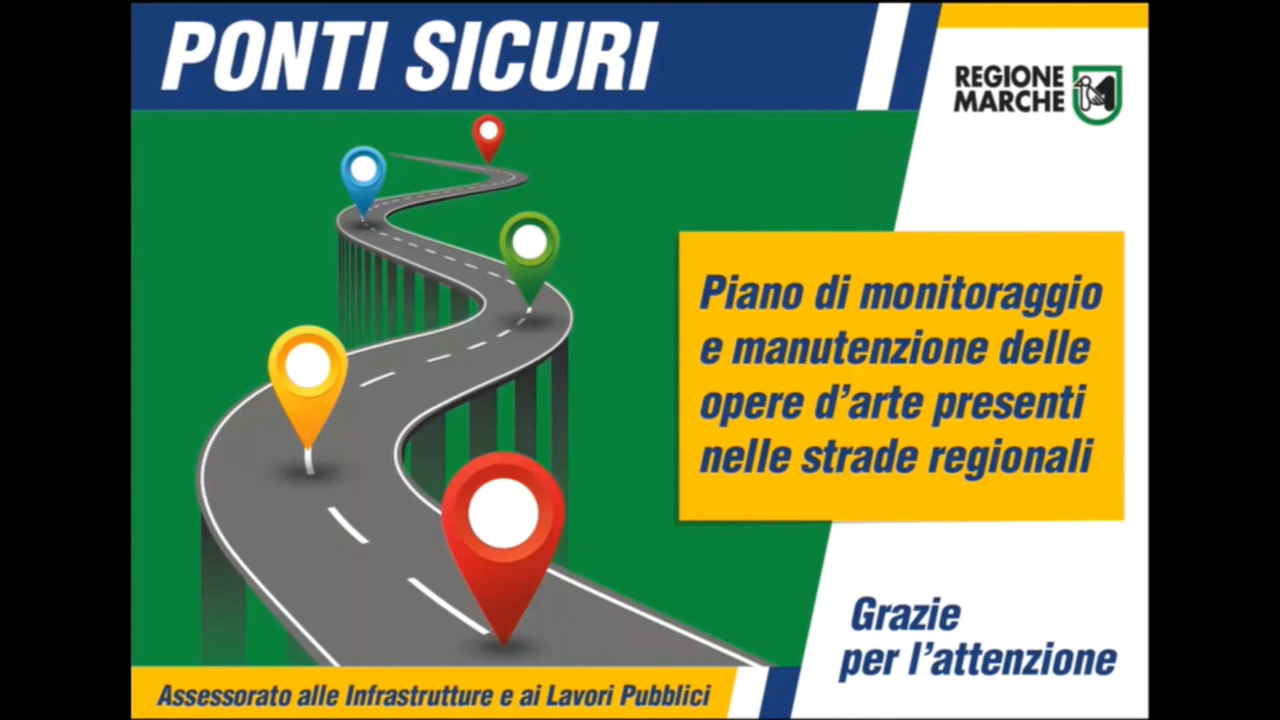 PONTI SICURI
REGIONE
MARCHE
Piano di monitoraggio
e manutenzione delle
opere d'arte presenti
nelle strade regionali
Grazie
per l'attenzione
Assessorato alle Infrastrutture e ai Lavori Pubblici